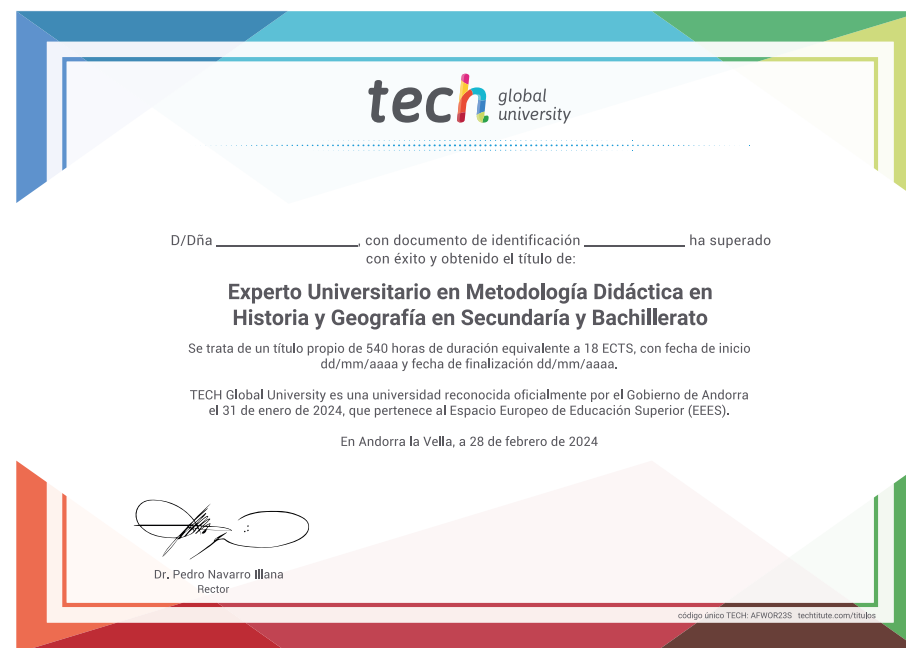 tech global university
D/Dña ____________________, con documento de identificación ______________ ha superado
con éxito y obtenido el título de:
Experto Universitario en Metodología Didáctica en
Historia y Geografía en Secundaría y Bachillerato
Se trata de un título propio de 540 horas de duración equivalente a 18 ECTS, con fecha de inicio
dd/mm/aaaa y fecha de finalización dd/mm/aaaa.
TECH Global University es una universidad reconocida oficialmente por el Gobierno de Andorra
el 31 de enero de 2024, que pertenece al Espacio Europeo de Educación Superior (EEES).
En Andorra la Vella, a 28 de febrero de 2024
Dr. Pedro Navarro Illana
Rector
código único TECH: AFWOR23S techtitute.com/titulos